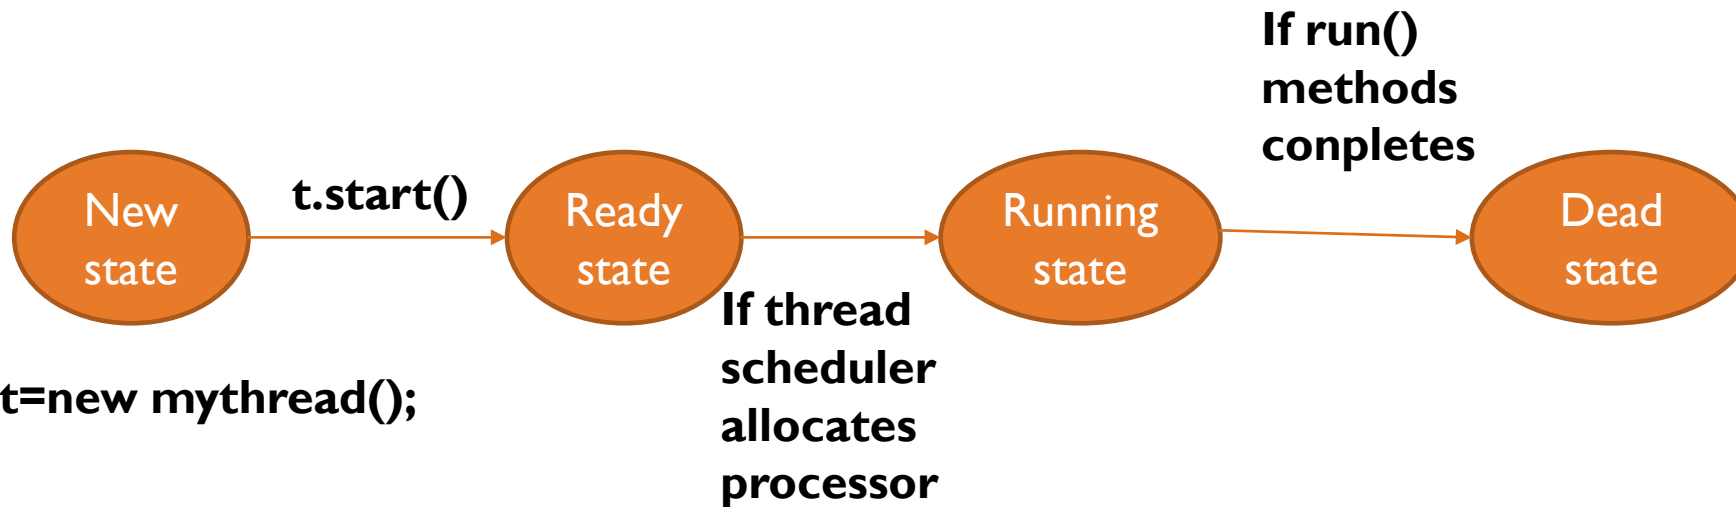 If run()
methods
conpletes
New
state
t.start()
Ready
state
Running
state
Dead
state
If thread
scheduler
allocates
processor
t=new mythread();